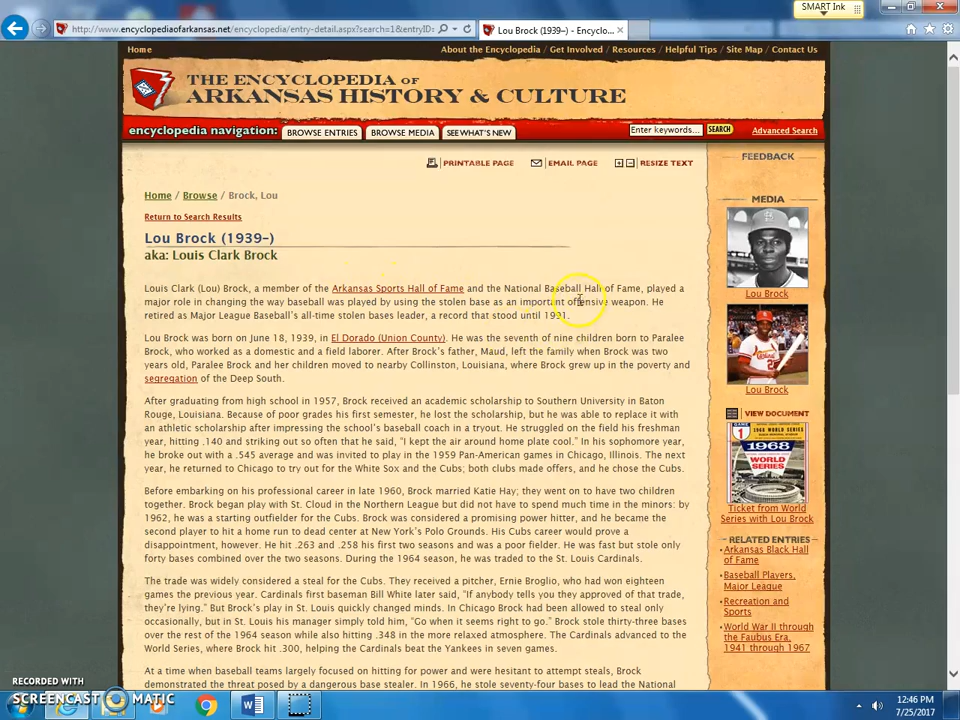 SMART Ink
http://www.encyclopediaofarkansas.net/encyclopedia/entry-detail.aspx?search=1&entryID:
Lou Brock (1939–) - Encyclo...
Home
About the Encyclopedia / Get Involved / Resources / Helpful Tips / Site Map / Contact Us
THE ENCYCLOPEDIA OF
ARKANSAS HISTORY & CULTURE
encyclopedia navigation: BROWSE ENTRIES BROWSE MEDIA SEE WHAT'S NEW
Enter keywords... SEARCH Advanced Search
PRINTABLE PAGE EMAIL PAGE RESIZE TEXT
Home / Browse / Brock, Lou
Return to Search Results
Lou Brock (1939–)
aka: Louis Clark Brock
Louis Clark (Lou) Brock, a member of the Arkansas Sports Hall of Fame and the National Baseball Hall of Fame, played a
major role in changing the way baseball was played by using the stolen base as an important offensive weapon. He
retired as Major League Baseball's all-time stolen bases leader, a record that stood until 1991.
Lou Brock was born on June 18, 1939, in El Dorado (Union County). He was the seventh of nine children born to Paralee
Brock, who worked as a domestic and a field laborer. After Brock's father, Maud, left the family when Brock was two
years old, Paralee Brock and her children moved to nearby Collinston, Louisiana, where Brock grew up in the poverty and
segregation of the Deep South.
After graduating from high school in 1957, Brock received an academic scholarship to Southern University in Baton
Rouge, Louisiana. Because of poor grades his first semester, he lost the scholarship, but he was able to replace it with
an athletic scholarship after impressing the school's baseball coach in a tryout. He struggled on the field his freshman
year, hitting .140 and striking out so often that he said, "I kept the air around home plate cool." In his sophomore year,
he broke out with a .545 average and was invited to play in the 1959 Pan-American games in Chicago, Illinois. The next
year, he returned to Chicago to try out for the White Sox and the Cubs; both clubs made offers, and he chose the Cubs.
Before embarking on his professional career in late 1960, Brock married Katie Hay; they went on to have two children
together. Brock began play with St. Cloud in the Northern League but did not have to spend much time in the minors: by
1962, he was a starting outfielder for the Cubs. Brock was considered a promising power hitter, and he became the
second player to hit a home run to dead center at New York's Polo Grounds. His Cubs career would prove a
disappointment, however. He hit .263 and .258 his first two seasons and was a poor fielder. He was fast but stole only
forty bases combined over the two seasons. During the 1964 season, he was traded to the St. Louis Cardinals.
The trade was widely considered a steal for the Cubs. They received a pitcher, Ernie Broglio, who had won eighteen
games the previous year. Cardinals first baseman Bill White later said, "If anybody tells you they approved of that trade,
they're lying." But Brock's play in St. Louis quickly changed minds. In Chicago Brock had been allowed to steal only
occasionally, but in St. Louis his manager simply told him, "Go when it seems right to go." Brock stole thirty-three bases
over the rest of the 1964 season while also hitting .348 in the more relaxed atmosphere. The Cardinals advanced to the
World Series, where Brock hit .300, helping the Cardinals beat the Yankees in seven games.
At a time when baseball teams largely focused on hitting for power and were hesitant to attempt steals, Brock
demonstrated the threat posed by a dangerous base stealer. In 1966, he stole seventy-four bases to lead the National
FEEDBACK
MEDIA
Lou Brock
Lou Brock
VIEW DOCUMENT
1968
WORLD
SERIES
Ticket from World
Series with Lou Brock
RELATED ENTRIES
Arkansas Black Hall
of Fame
Baseball Players,
Major League
Recreation and
Sports
World War II through
the Faubus Era,
1941 through 1967
RECORDED WITH
SCREENCAST MATIC
12:46 PM
7/25/2017